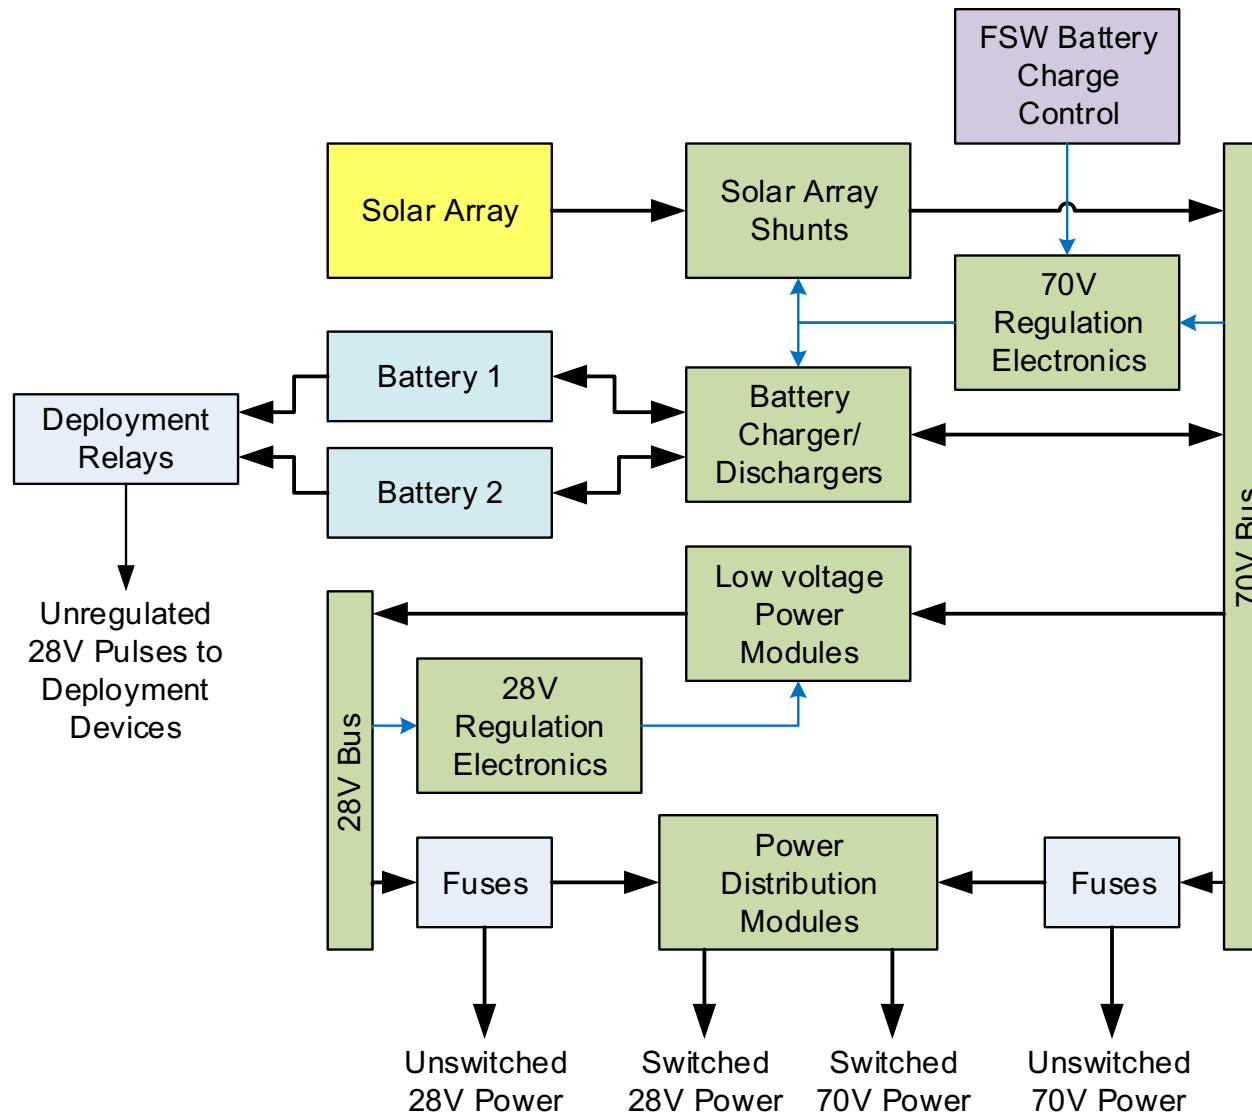 FSW Battery
Charge
Control
Solar Array
Solar Array
Shunts
70V
Regulation
Electronics
Battery 1
Battery
Charger/
Dischargers
Deployment
Relays
Battery 2
70V Bus
Low voltage
Power
Modules
Unregulated
28V Pulses to
Deployment
Devices
28V
Regulation
Electronics
28V Bus
Fuses
Power
Distribution
Modules
Fuses
Unswitched
28V Power
Switched
28V Power
Switched
70V Power
Unswitched
70V Power